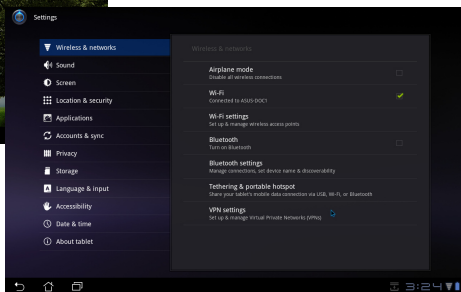 Settings
Wireless & networks
Sound
Screen
Location & security
Applications
Accounts & sync
Privacy
Storage
Language & input
Accessibility
Date & time
About tablet
Wireless & networks
Airplane mode
Disable all wireless connections
Wi-Fi
Connected to ASUS-DOC1
Wi-Fi settings
Set up & manage wireless access points
Bluetooth
Turn on Bluetooth
Bluetooth settings
Manage connections, set device name & discoverability
Tethering & portable hotspot
Share your tablet's mobile data connection via USB, Wi-Fi, or Bluetooth
VPN settings
Set up & manage Virtual Private Networks (VPNs)
3:24